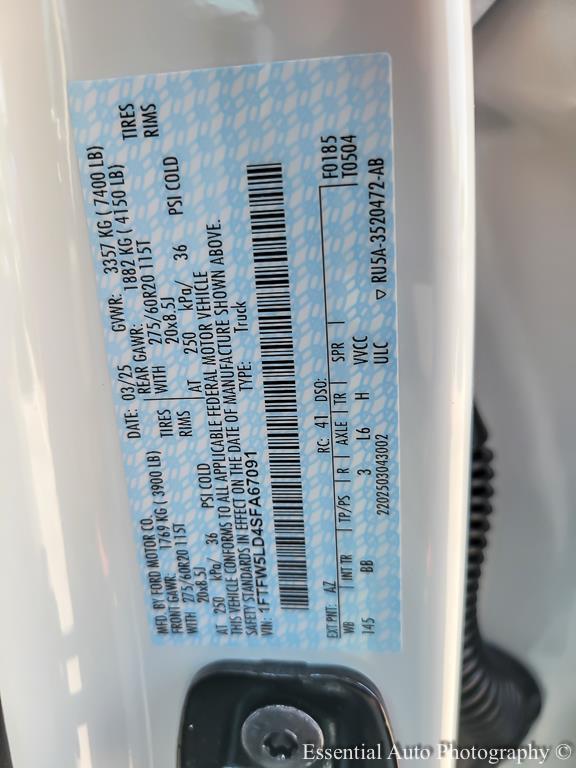 MFD. BY FORD MOTOR CO. DATE: 03/25 GVWR: 3357 KG ( 7400 LB)
FRONT GAWR: 1769 KG ( 3900 LB) REAR GAWR: 1882 KG ( 4150 LB)
WITH 275/60R20 115T TIRES WITH 275/60R20 115T TIRES
20x8.5J RIMS 20x8.5J RIMS
AT 250 kPa/ 36 PSI COLD AT 250 kPa/ 36 PSI COLD
THIS VEHICLE CONFORMS TO ALL APPLICABLE FEDERAL MOTOR VEHICLE
SAFETY STANDARDS IN EFFECT ON THE DATE OF MANUFACTURE SHOWN ABOVE.
VIN: 1FTFW5LD4SFA67091 TYPE: Truck
EXT PNT: AZ RC: 41 DSO: F0185
WB INT TR TP/PS R AXLE TR SPR T0504
145 BB 3 L6 H VVCC
2202503043002 ULC ▽ RU5A-3520472-AB
Essential Auto Photography ©